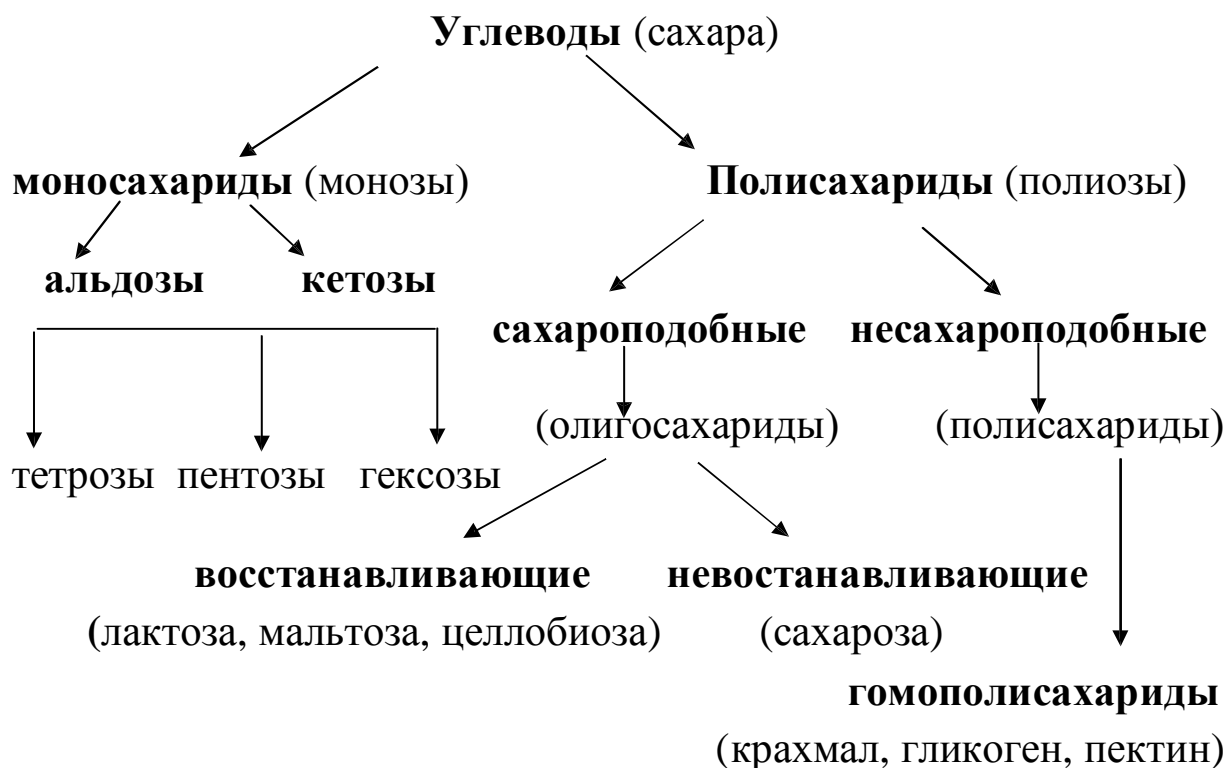 Углеводы (сахара)
моносахариды (монозы) Полисахариды (полиозы)
альдозы кетозы
сахароподобные несахароподобные
(олигосахариды) (полисахариды)
тетрозы пентозы гексозы
восстанавливающие невостанавливающие
(лактоза, мальтоза, целлобиоза) (сахароза)
гомополисахариды
(крахмал, гликоген, пектин)